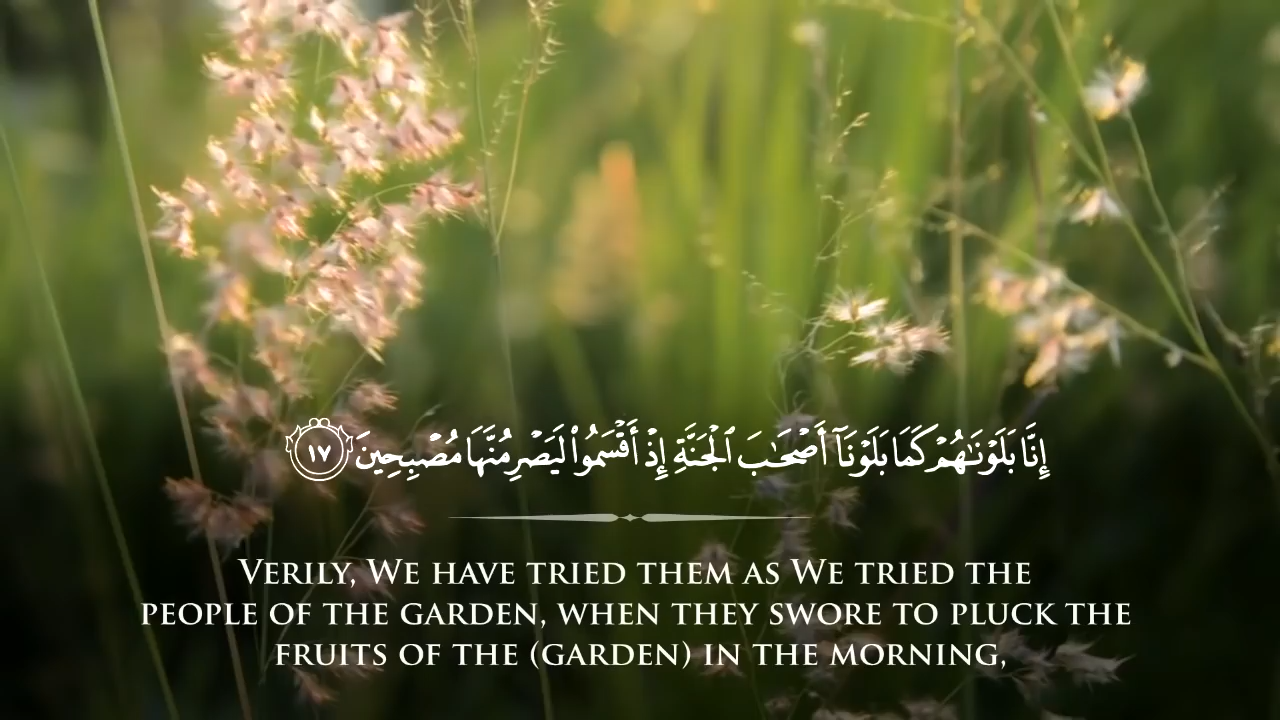 إِنَّا بَلَوْنَٰهُمْ كَمَا بَلَوْنَآ أَصْحَٰبَ ٱلْجَنَّةِ إِذْ أَقْسَمُوا۟ لَيَصْرِمُنَّهَا مُصْبِحِينَ ١٧
Verily, We have tried them as We tried the
people of the garden, when they swore to pluck the
fruits of the (garden) in the morning,